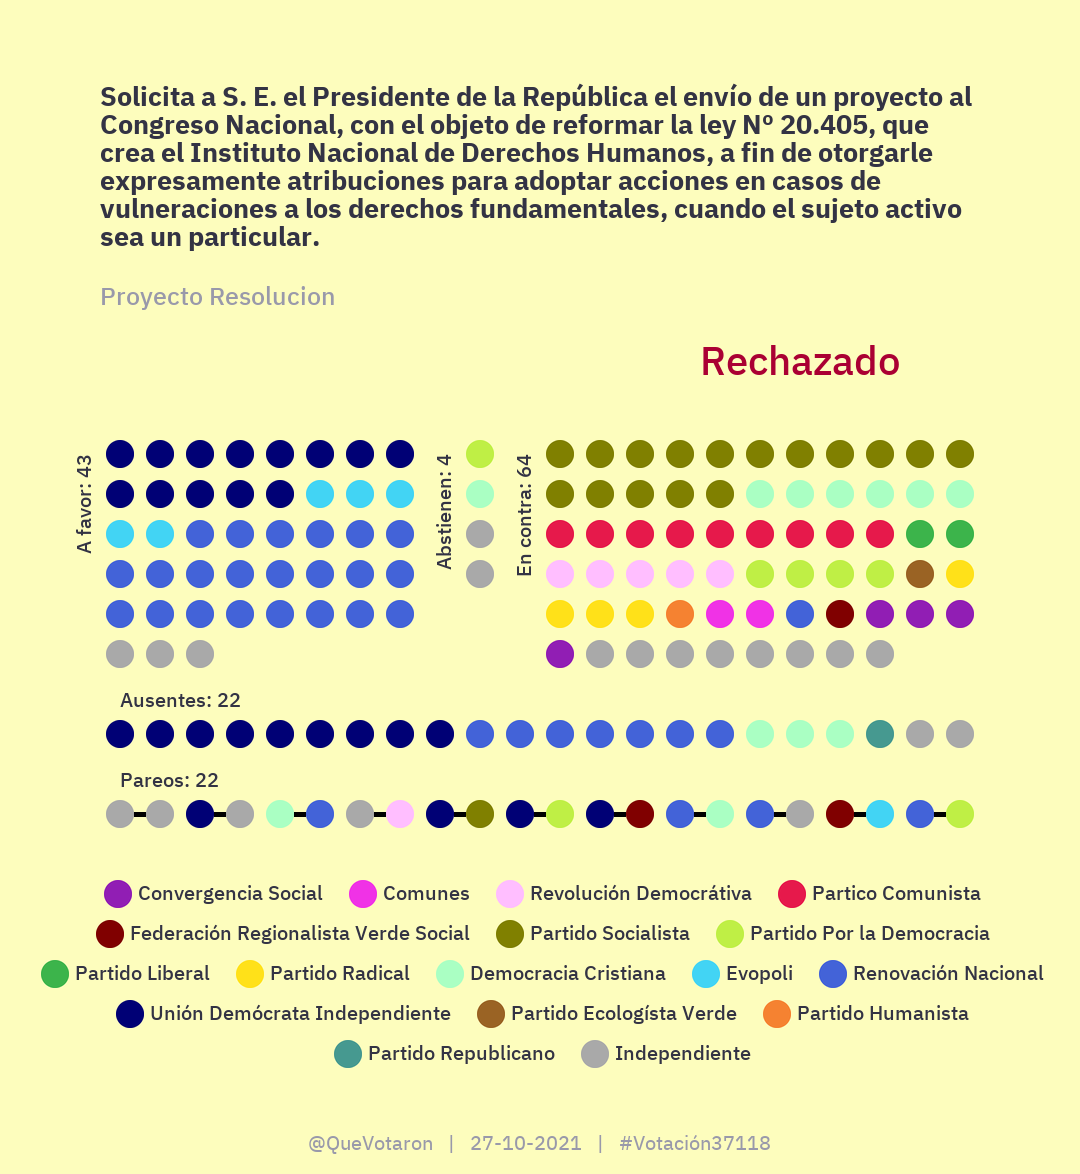 Solicita a S. E. el Presidente de la República el envío de un proyecto al
Congreso Nacional, con el objeto de reformar la ley Nº 20.405, que
crea el Instituto Nacional de Derechos Humanos, a fin de otorgarle
expresamente atribuciones para adoptar acciones en casos de
vulneraciones a los derechos fundamentales, cuando el sujeto activo
sea un particular.
Proyecto Resolucion
Rechazado
A favor: 43
Abstienen: 4
En contra: 64
Ausentes: 22
Pareos: 22
Convergencia Social
Comunes
Revolución Democrátiva
Partico Comunista
Federación Regionalista Verde Social
Partido Socialista
Partido Por la Democracia
Partido Liberal
Partido Radical
Democracia Cristiana
Evopoli
Renovación Nacional
Unión Demócrata Independiente
Partido Ecologísta Verde
Partido Humanista
Partido Republicano
Independiente
@QueVotaron | 27-10-2021 | #Votación37118